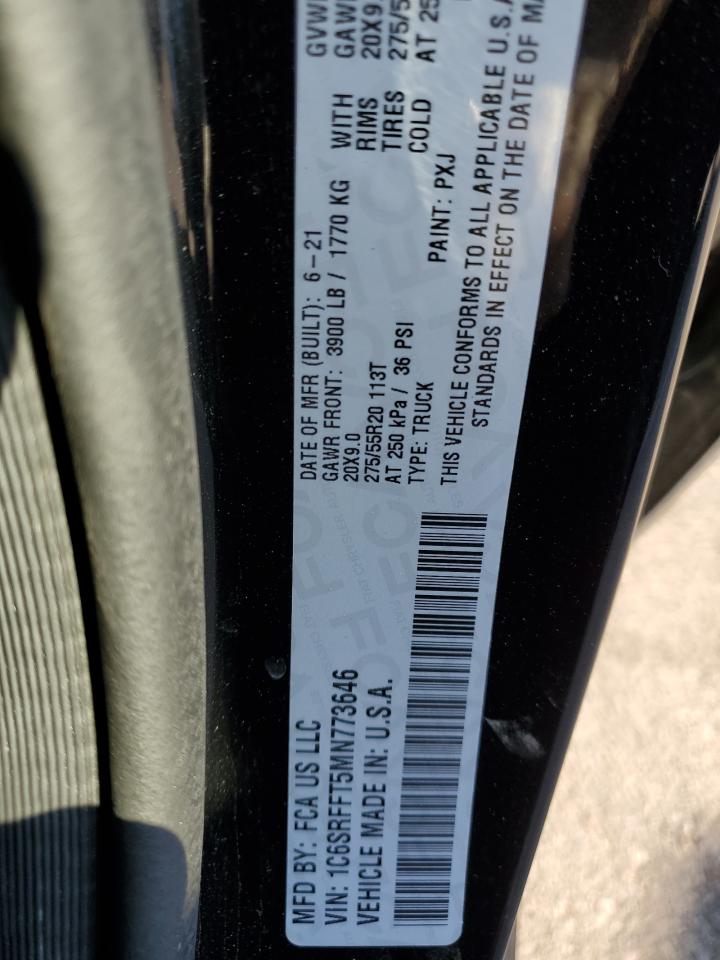 MFD BY: FCA US LLC
VIN: 1C6SRFFT5MN773646
VEHICLE MADE IN: U.S.A.
DATE OF MFR (BUILT): 6-21
GAWR FRONT: 3900 LB / 1770 KG WITH
20X9.0 RIMS
275/55R20 113T TIRES
AT 250 kPa / 36 PSI COLD
TYPE: TRUCK PAINT: PXJ
THIS VEHICLE CONFORMS TO ALL APPLICABLE U.S.A
STANDARDS IN EFFECT ON THE DATE OF MA
GVW
GAWR
20X9.
275/5
AT 25